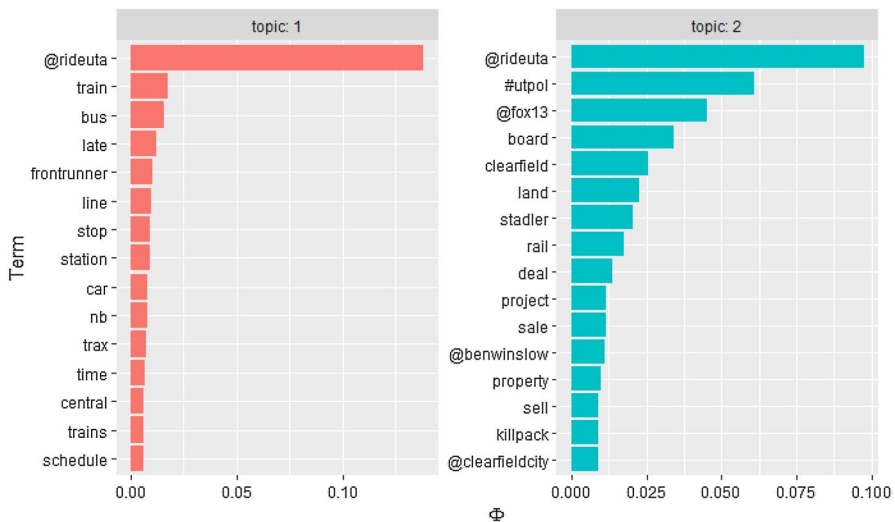 topic: 1
@rideuta
train
bus
late
frontrunner
line
stop
station
car
nb
trax
time
central
trains
schedule
0.00
0.05
0.10
Term
topic: 2
@rideuta
#utpol
@fox13
board
clearfield
land
stadler
rail
deal
project
sale
@benwinslow
property
sell
killpack
@clearfieldcity
0.000
0.025
0.050
0.075
0.100
Φ